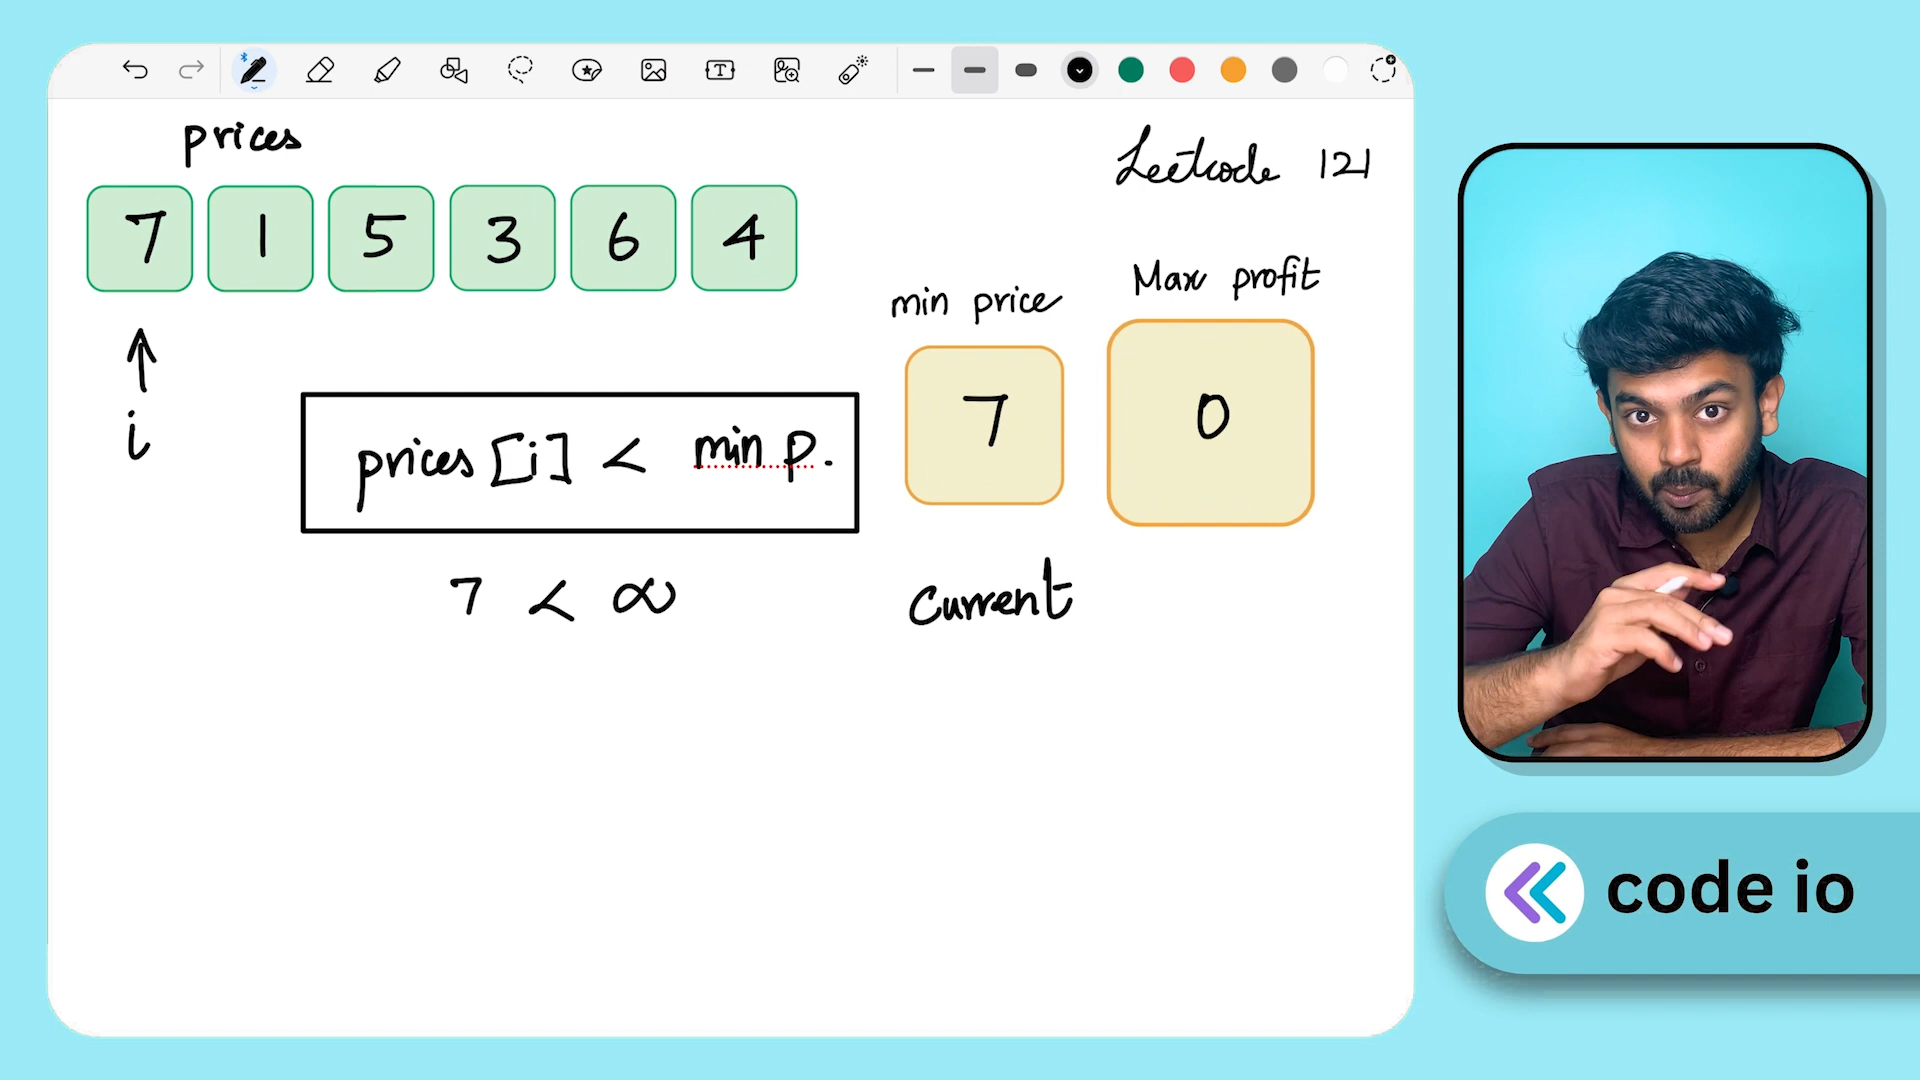 prices
Leetcode 121
7 1 5 3 6 4
min price
Max profit
7
0
i
prices [i] < min p.
7 < ∞
Current
code io